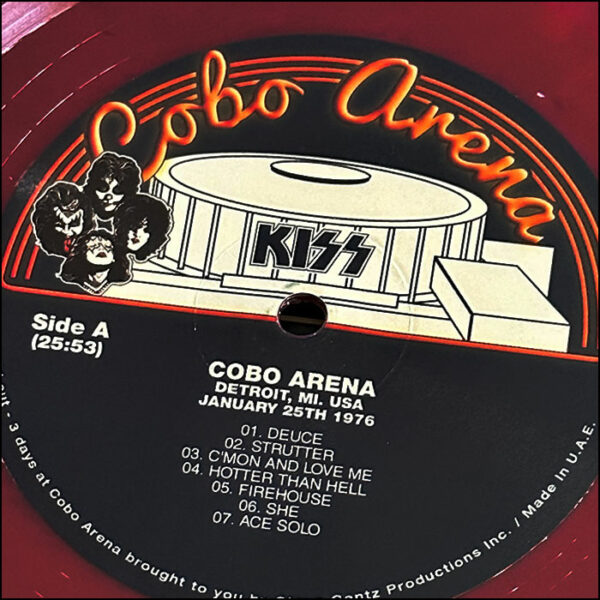 Cobo Arena
KISS
Side A
(25:53)
COBO ARENA
DETROIT, MI. USA
JANUARY 25TH 1976
01. DEUCE
02. STRUTTER
03. C'MON AND LOVE ME
04. HOTTER THAN HELL
05. FIREHOUSE
06. SHE
07. ACE SOLO
- 3 days at Cobo Arena brought to you by Productions Inc. / Made in U.A.E.